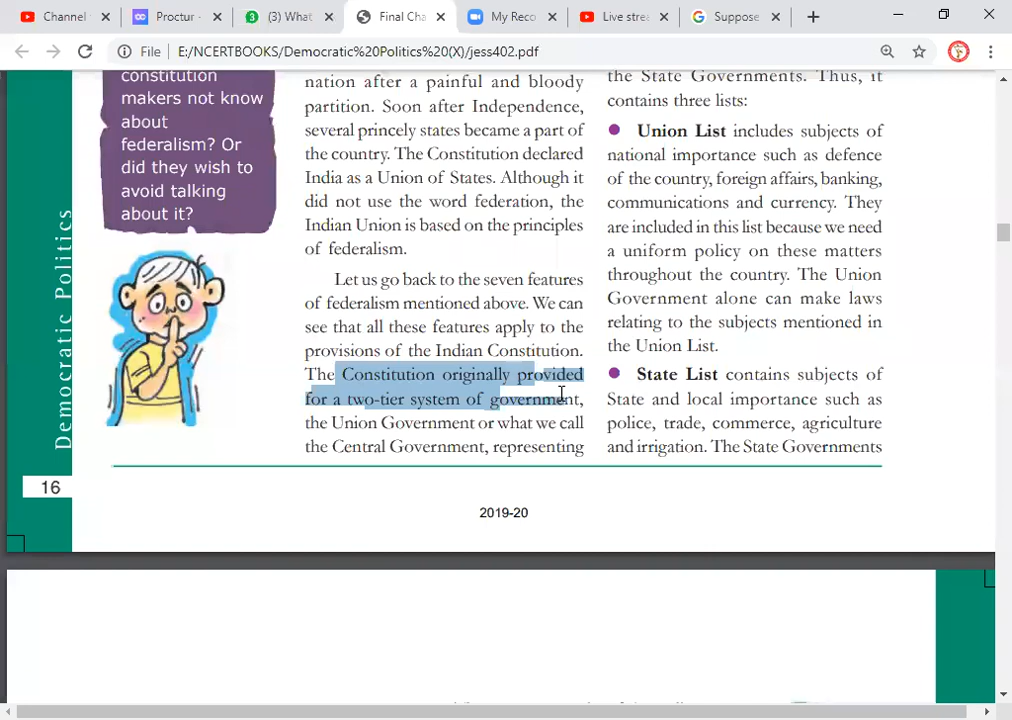 Channel
Proctur -
(3) What
Final Cha
My Reco
Live strea
Suppose
File
E:/NCERTBOOKS/Democratic%20Politics%20(X)/jess402.pdf
constitution
makers not know
about
federalism? Or
did they wish to
avoid talking
about it?
Democratic Politics
16
nation after a painful and bloody
partition. Soon after Independence,
several princely states became a part of
the country. The Constitution declared
India as a Union of States. Although it
did not use the word federation, the
Indian Union is based on the principles
of federalism.
Let us go back to the seven features
of federalism mentioned above. We can
see that all these features apply to the
provisions of the Indian Constitution.
The Constitution originally provided
for a two-tier system of government,
the Union Government or what we call
the Central Government, representing
the State Governments. Thus, it
contains three lists:
● Union List includes subjects of
national importance such as defence
of the country, foreign affairs, banking,
communications and currency. They
are included in this list because we need
a uniform policy on these matters
throughout the country. The Union
Government alone can make laws
relating to the subjects mentioned in
the Union List.
● State List contains subjects of
State and local importance such as
police, trade, commerce, agriculture
and irrigation. The State Governments
2019-20